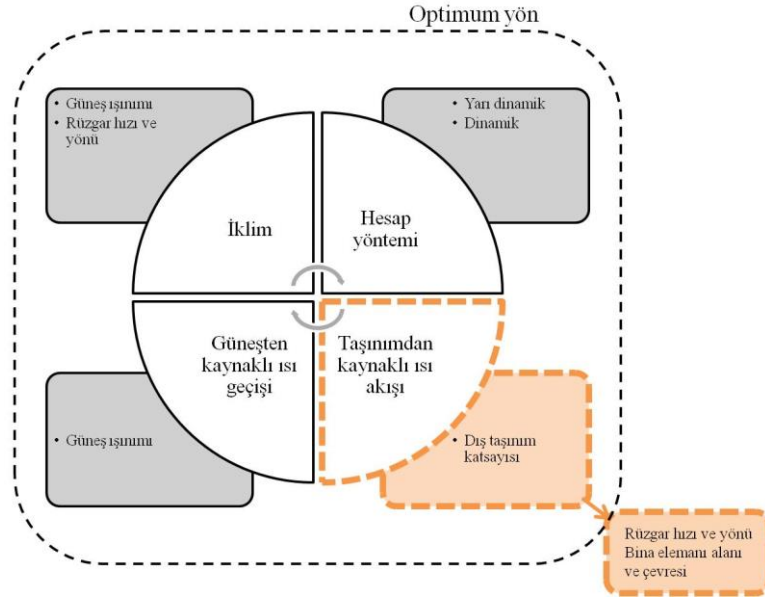 Optimum yön
• Güneş ışınımı
• Rüzgar hızı ve
yönü
• Yarı dinamik
• Dinamik
İklim
Hesap
yöntemi
Güneşten
kaynaklı ısı
geçişi
Taşınımdan
kaynaklı ısı
akışı
• Güneş ışınımı
• Dış taşınım
katsayısı
Rüzgar hızı ve yönü
Bina elemanı alanı
ve çevresi